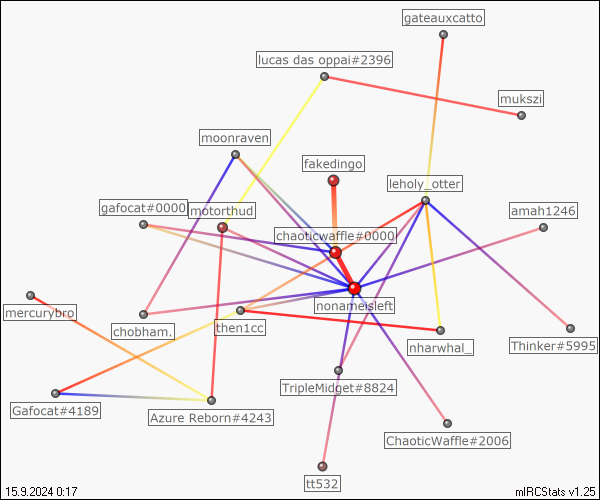 gateauxcatto
lucas das oppai#2396
mukszi
moonraven
fakedingo
leholy_otter
gafocat#0000
motorthud
amah1246
chaoticwaffle#0000
nonameisleft
mercurybro
chobham.
then1cc
nharwhal_
Thinker#5995
TripleMidget#8824
Gafocat#4189
Azure Reborn#4243
ChaoticWaffle#2006
tt532
15.9.2024 0:17
mIRCStats v1.25